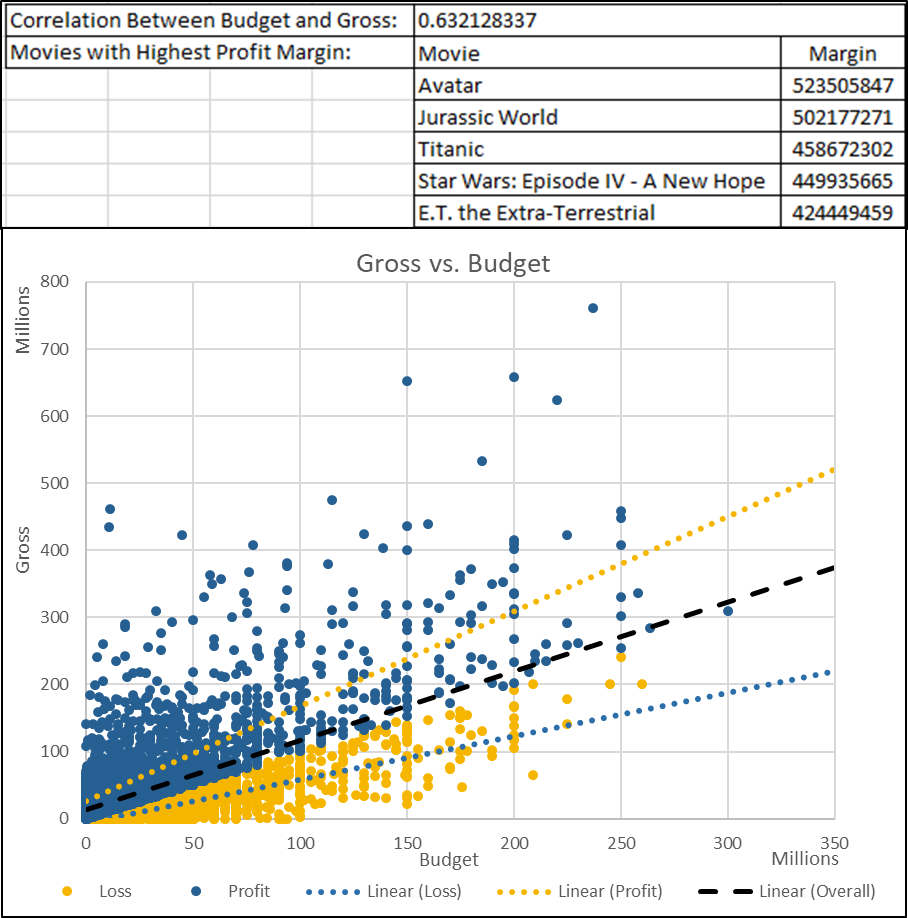 Correlation Between Budget and Gross: 0.632128337
Movies with Highest Profit Margin: Movie Margin
Avatar 523505847
Jurassic World 502177271
Titanic 458672302
Star Wars: Episode IV - A New Hope 449935665
E.T. the Extra-Terrestrial 424449459
Gross vs. Budget
Millions
Gross
800
700
600
500
400
300
200
100
0
0 50 100 150 200 250 300 350
Budget
Millions
Loss Profit Linear (Loss) Linear (Profit) Linear (Overall)